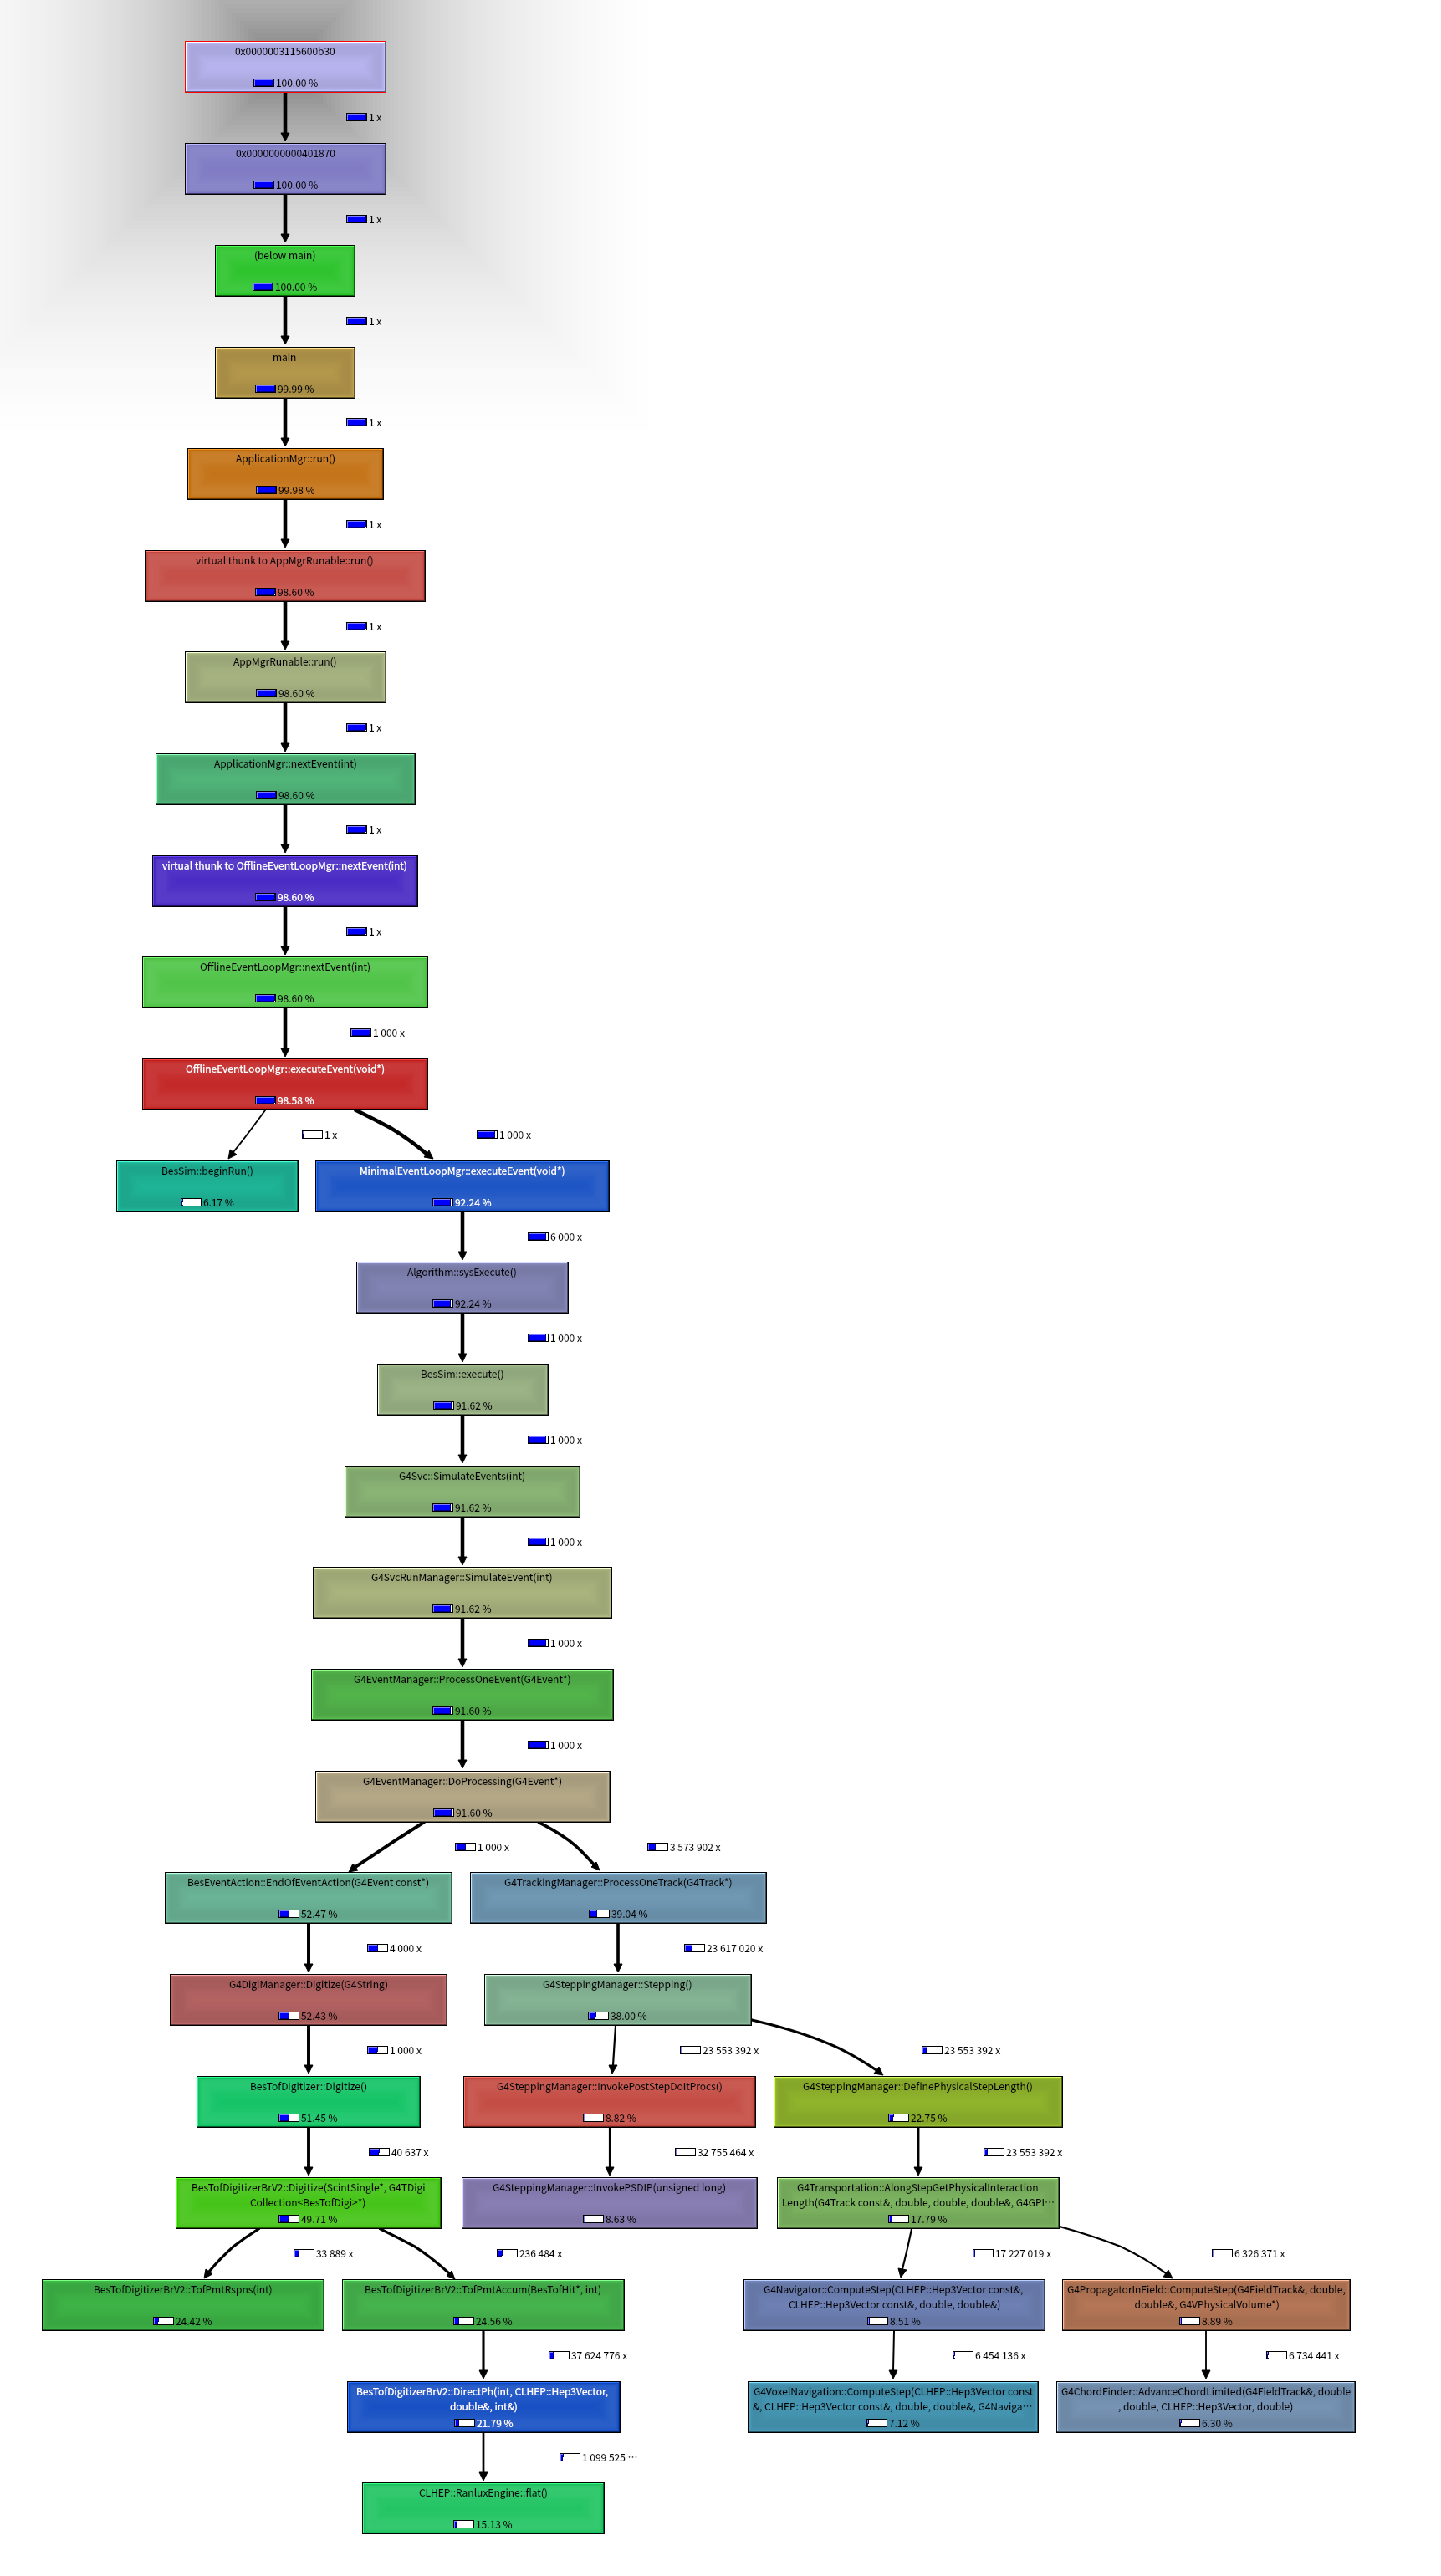 0x0000003115600b30
100.00 %
1 x
0x0000000000401870
100.00 %
1 x
(below main)
100.00 %
1 x
main
99.99 %
1 x
ApplicationMgr::run()
99.98 %
1 x
virtual thunk to AppMgrRunable::run()
98.60 %
1 x
AppMgrRunable::run()
98.60 %
1 x
ApplicationMgr::nextEvent(int)
98.60 %
1 x
virtual thunk to OfflineEventLoopMgr::nextEvent(int)
98.60 %
1 x
OfflineEventLoopMgr::nextEvent(int)
98.60 %
1 000 x
OfflineEventLoopMgr::executeEvent(void*)
98.58 %
1 x
1 000 x
BesSim::beginRun()
6.17 %
MinimalEventLoopMgr::executeEvent(void*)
92.24 %
6 000 x
Algorithm::sysExecute()
92.24 %
1 000 x
BesSim::execute()
91.62 %
1 000 x
G4Svc::SimulateEvents(int)
91.62 %
1 000 x
G4SvcRunManager::SimulateEvent(int)
91.62 %
1 000 x
G4EventManager::ProcessOneEvent(G4Event*)
91.60 %
1 000 x
G4EventManager::DoProcessing(G4Event*)
91.60 %
1 000 x
3 573 902 x
BesEventAction::EndOfEventAction(G4Event const*)
52.47 %
G4TrackingManager::ProcessOneTrack(G4Track*)
39.04 %
4 000 x
23 617 020 x
G4DigiManager::Digitize(G4String)
52.43 %
G4SteppingManager::Stepping()
38.00 %
1 000 x
23 553 392 x
23 553 392 x
BesTofDigitizer::Digitize()
51.45 %
G4SteppingManager::InvokePostStepDoItProcs()
8.82 %
G4SteppingManager::DefinePhysicalStepLength()
22.75 %
40 637 x
32 755 464 x
23 553 392 x
BesTofDigitizerBrV2::Digitize(ScintSingle*, G4TDigi
Collection<BesTofDigi>*)
49.71 %
G4SteppingManager::InvokePSDIP(unsigned long)
8.63 %
G4Transportation::AlongStepGetPhysicalInteraction
Length(G4Track const&, double, double, double&, G4GPI…
17.79 %
33 889 x
236 484 x
17 227 019 x
6 326 371 x
BesTofDigitizerBrV2::TofPmtRspns(int)
24.42 %
BesTofDigitizerBrV2::TofPmtAccum(BesTofHit*, int)
24.56 %
G4Navigator::ComputeStep(CLHEP::Hep3Vector const&,
CLHEP::Hep3Vector const&, double, double&)
8.51 %
G4PropagatorInField::ComputeStep(G4FieldTrack&, double,
double&, G4VPhysicalVolume*)
8.89 %
37 624 776 x
6 454 136 x
6 734 441 x
BesTofDigitizerBrV2::DirectPh(int, CLHEP::Hep3Vector,
double&, int&)
21.79 %
G4VoxelNavigation::ComputeStep(CLHEP::Hep3Vector const
&, CLHEP::Hep3Vector const&, double, double&, G4Naviga…
7.12 %
G4ChordFinder::AdvanceChordLimited(G4FieldTrack&, double
, double, CLHEP::Hep3Vector, double)
6.30 %
1 099 525 …
CLHEP::RanluxEngine::flat()
15.13 %